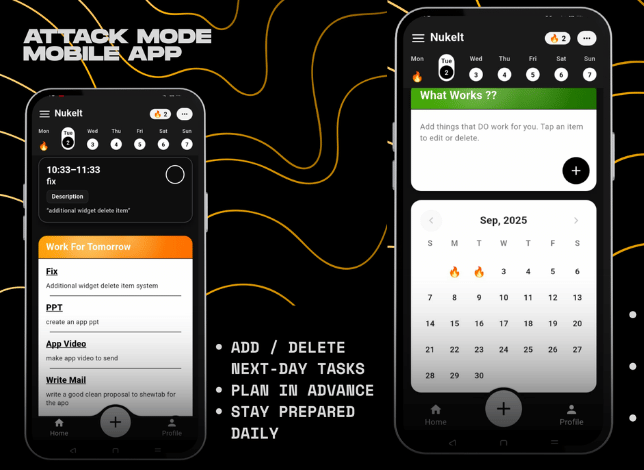 ATTACK MODE
MOBILE APP
NukeIt
🔥 2
Mon Tue Wed Thu Fri Sat Sun
🔥 2 3 4 5 6 7
10:33–11:33
fix
Description
"additional widget delete item"
Work For Tomorrow
Fix
Additional widget delete item system
PPT
create an app ppt
App Video
make app video to send
Write Mail
write a good clean proposal to shewtab for
the app
Home
+
Profile
• ADD / DELETE
NEXT-DAY TASKS
• PLAN IN ADVANCE
• STAY PREPARED
DAILY
NukeIt
🔥 2
Mon Tue Wed Thu Fri Sat Sun
🔥 2 3 4 5 6 7
What Works ??
Add things that DO work for you. Tap an item
to edit or delete.
+
< Sep, 2025 >
S M T W T F S
🔥 🔥 3 4 5 6
7 8 9 10 11 12 13
14 15 16 17 18 19 20
21 22 23 24 25 26 27
28 29 30
Home
+
Profile